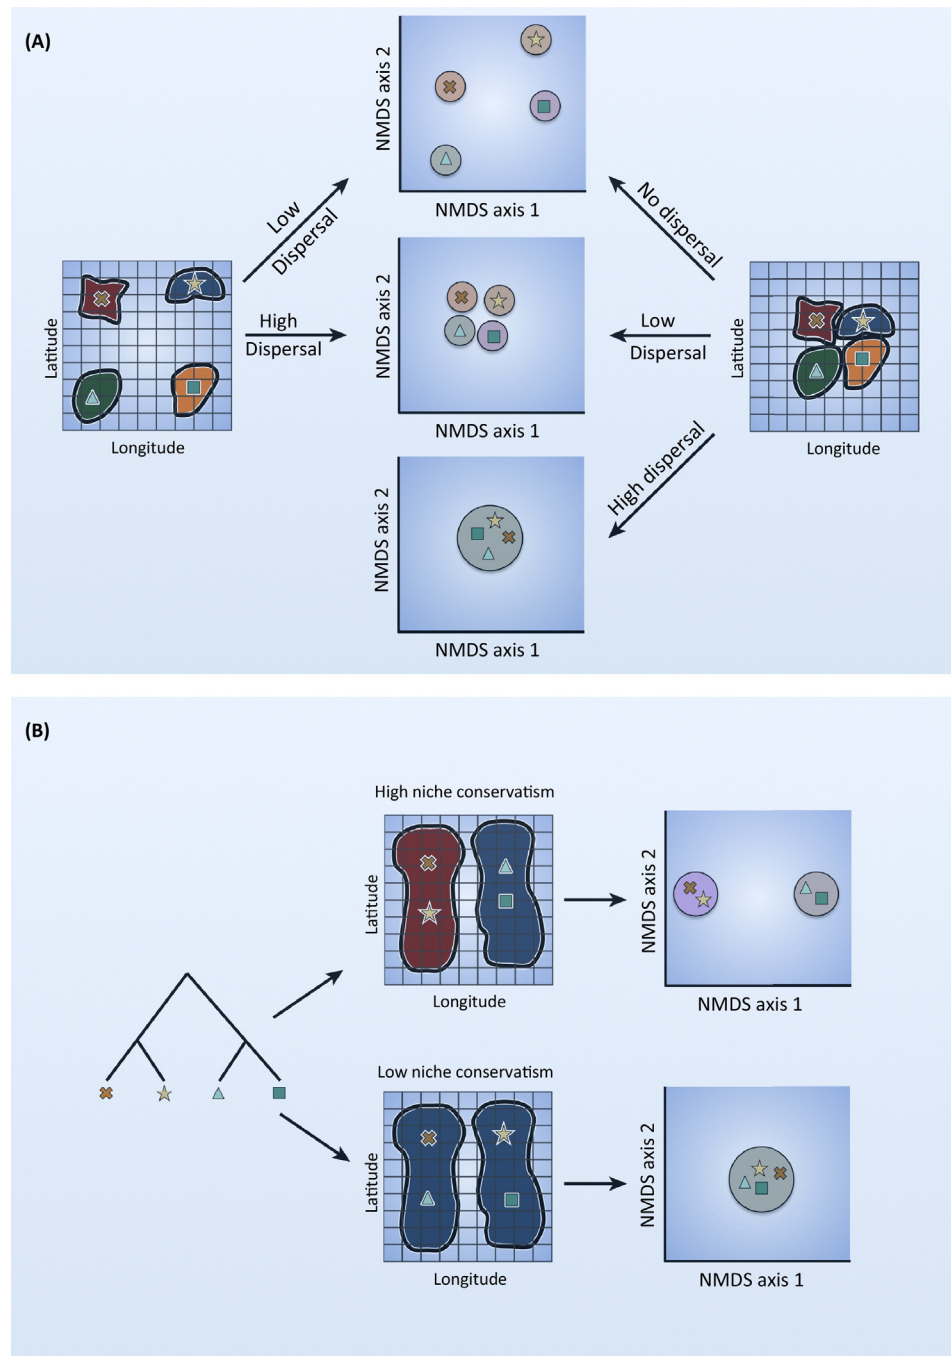 (A)
NMDS axis 2
NMDS axis 1
Low
Dispersal
No dispersal
Latitude
Longitude
High
Dispersal
NMDS axis 2
NMDS axis 1
Low
Dispersal
Latitude
Longitude
High dispersal
NMDS axis 2
NMDS axis 1
(B)
High niche conservatism
Latitude
Longitude
NMDS axis 2
NMDS axis 1
Low niche conservatism
Latitude
Longitude
NMDS axis 2
NMDS axis 1